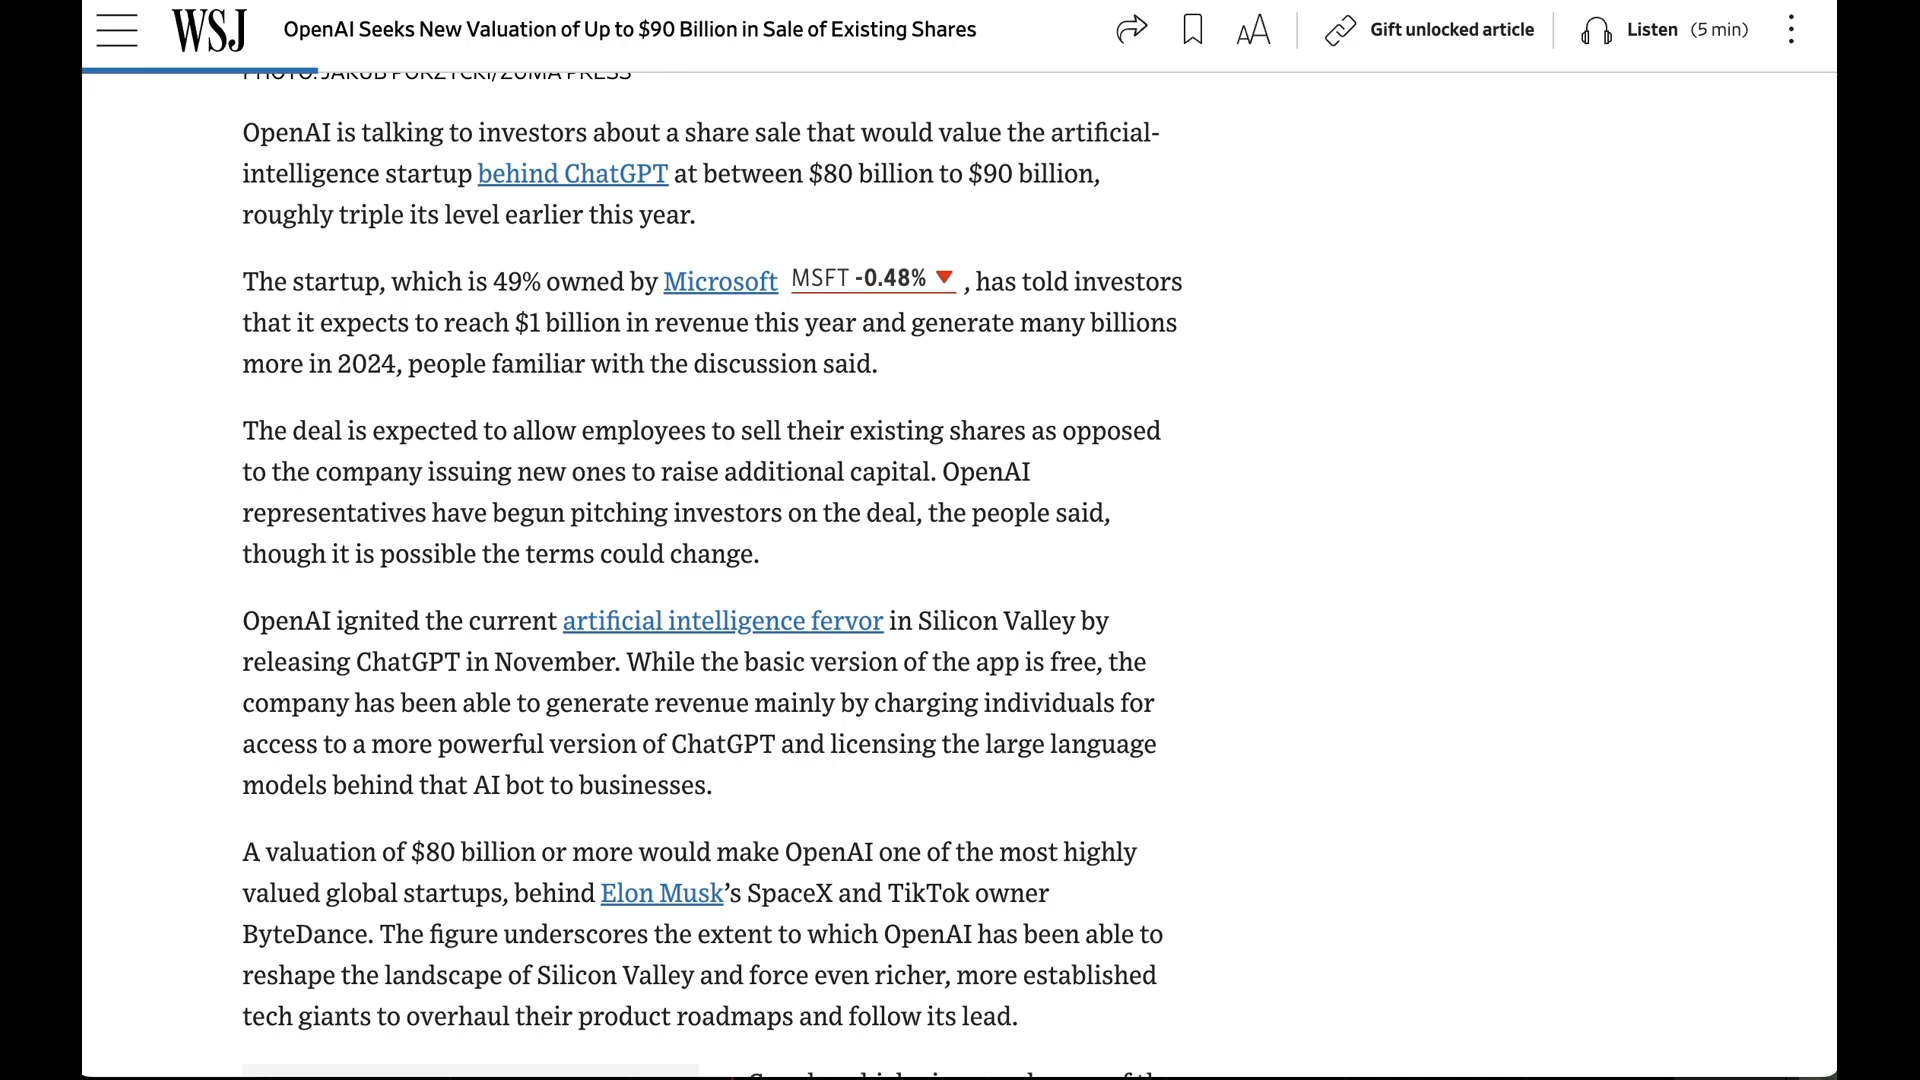 WSJ OpenAI Seeks New Valuation of Up to $90 Billion in Sale of Existing Shares Gift unlocked article Listen (5 min)
PHOTO: JAKUB PORZYCKI/ZUMA PRESS
OpenAI is talking to investors about a share sale that would value the artificial-
intelligence startup behind ChatGPT at between $80 billion to $90 billion,
roughly triple its level earlier this year.
The startup, which is 49% owned by Microsoft MSFT -0.48% ▼ , has told investors
that it expects to reach $1 billion in revenue this year and generate many billions
more in 2024, people familiar with the discussion said.
The deal is expected to allow employees to sell their existing shares as opposed
to the company issuing new ones to raise additional capital. OpenAI
representatives have begun pitching investors on the deal, the people said,
though it is possible the terms could change.
OpenAI ignited the current artificial intelligence fervor in Silicon Valley by
releasing ChatGPT in November. While the basic version of the app is free, the
company has been able to generate revenue mainly by charging individuals for
access to a more powerful version of ChatGPT and licensing the large language
models behind that AI bot to businesses.
A valuation of $80 billion or more would make OpenAI one of the most highly
valued global startups, behind Elon Musk’s SpaceX and TikTok owner
ByteDance. The figure underscores the extent to which OpenAI has been able to
reshape the landscape of Silicon Valley and force even richer, more established
tech giants to overhaul their product roadmaps and follow its lead.